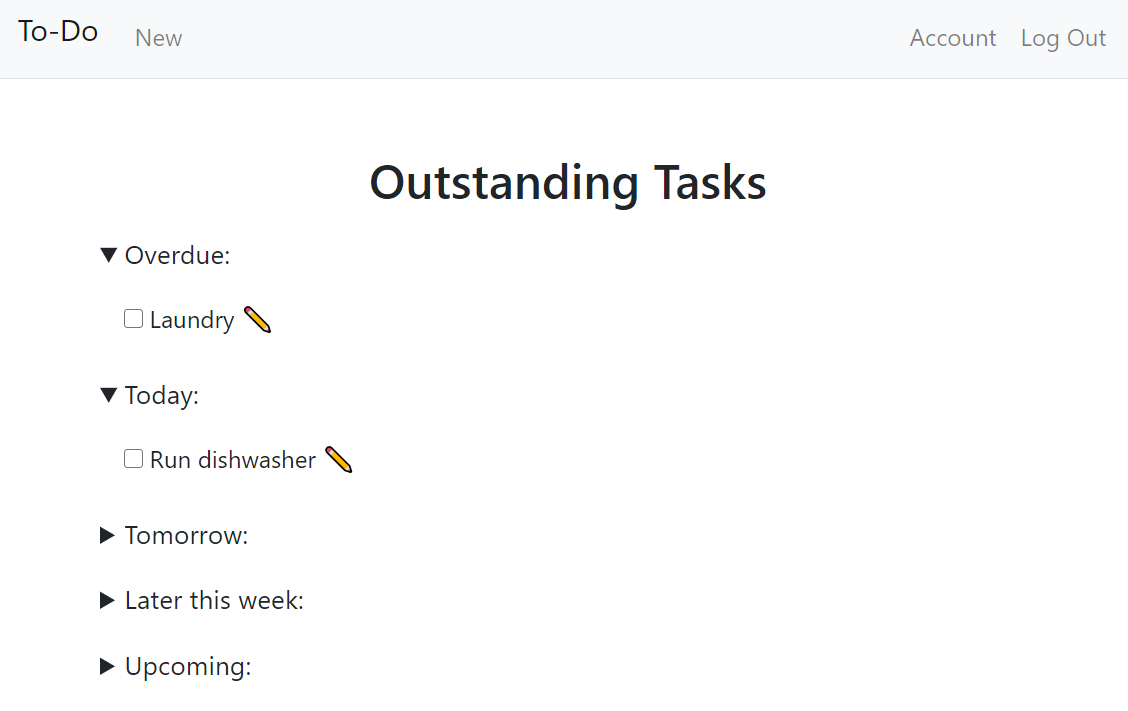 To-Do New Account Log Out
Outstanding Tasks
Overdue:
Laundry
Today:
Run dishwasher
Tomorrow:
Later this week:
Upcoming: